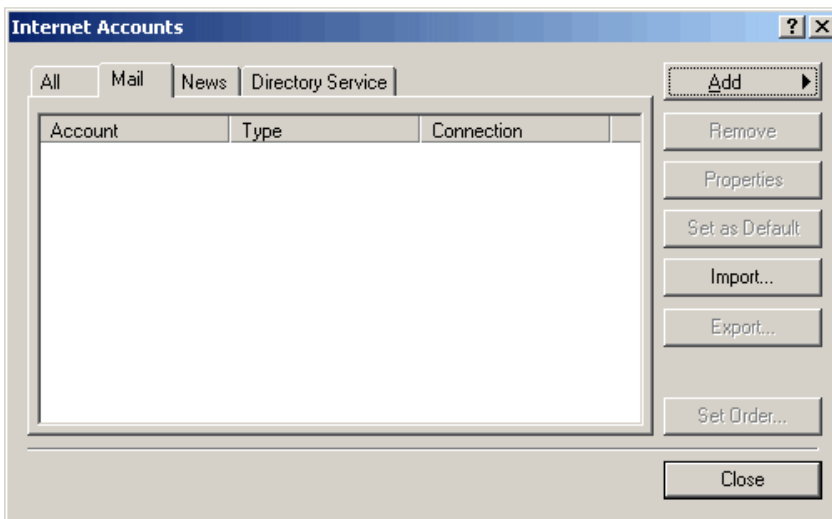 Internet Accounts
All Mail News Directory Service
Account Type Connection
Add
Remove
Properties
Set as Default
Import...
Export...
Set Order...
Close